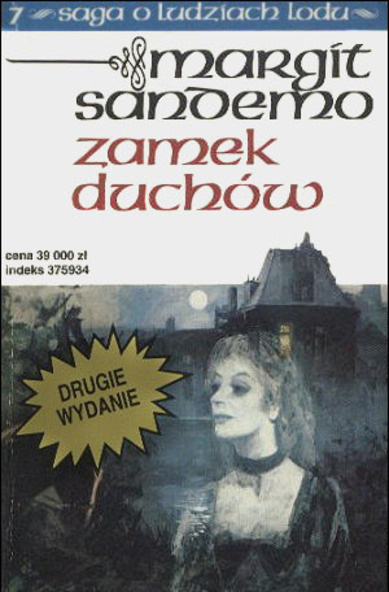 7 saga o ludziach lodu
margit
sandemo
zamek
duchów
cena 39 000 zł
indeks 375934
DRUGIE
WYDANIE